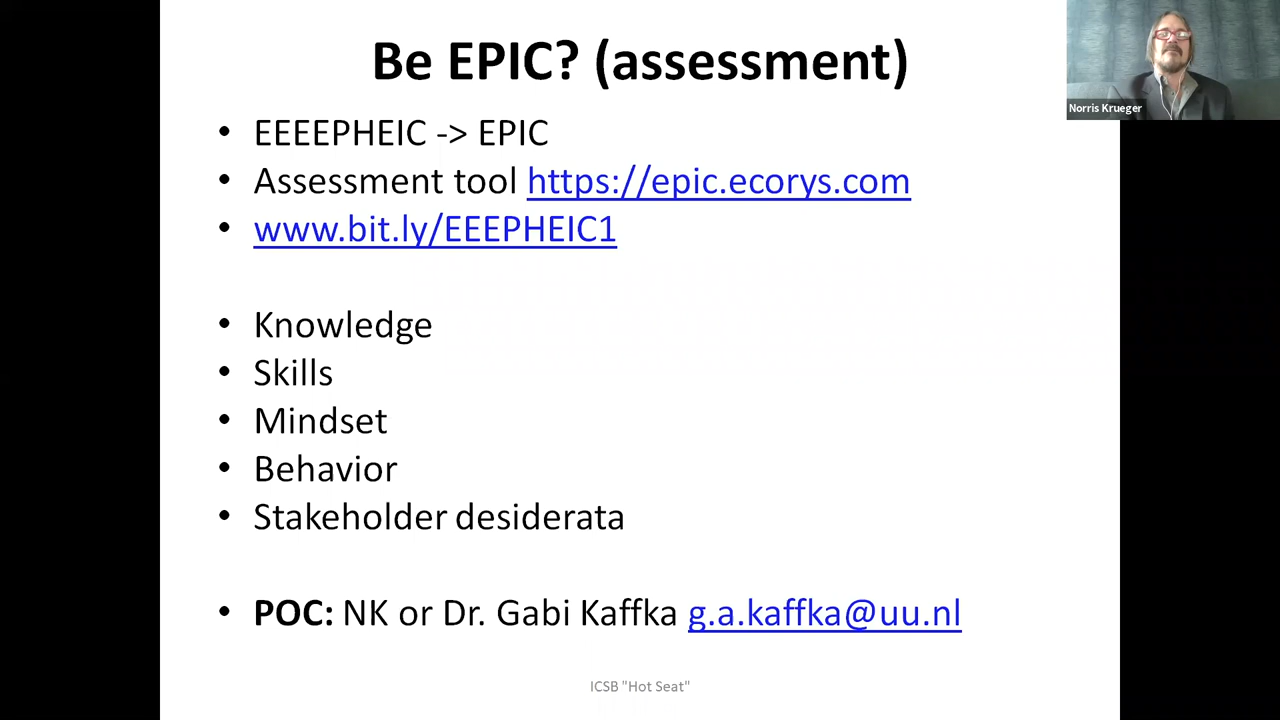 Be EPIC? (assessment)
• EEEEPHEIC -> EPIC
• Assessment tool https://epic.ecorys.com
• www.bit.ly/EEEPHEIC1
• Knowledge
• Skills
• Mindset
• Behavior
• Stakeholder desiderata
• POC: NK or Dr. Gabi Kaffka g.a.kaffka@uu.nl
ICSB "Hot Seat"
Norris Krueger